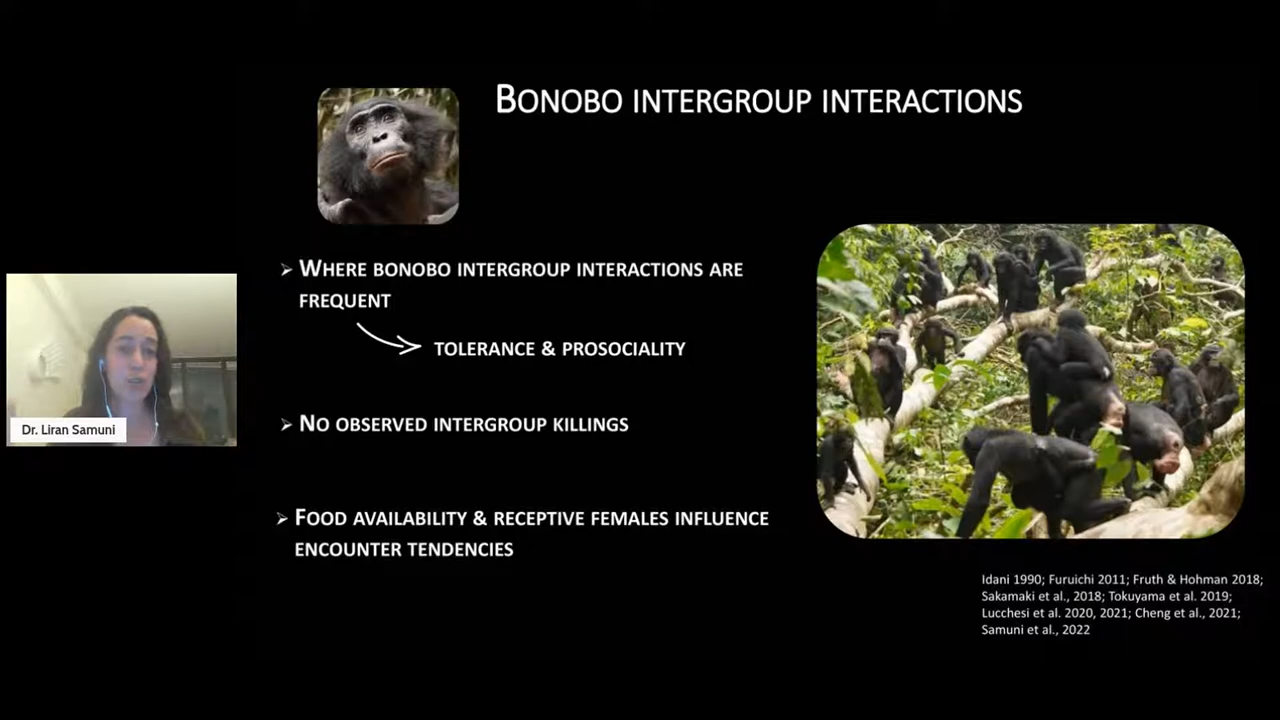 BONOBO INTERGROUP INTERACTIONS
➢ WHERE BONOBO INTERGROUP INTERACTIONS ARE
FREQUENT
TOLERANCE & PROSOCIALITY
Dr. Liran Samuni
➢ NO OBSERVED INTERGROUP KILLINGS
➢ FOOD AVAILABILITY & RECEPTIVE FEMALES INFLUENCE
ENCOUNTER TENDENCIES
Idani 1990; Furuichi 2011; Fruth & Hohman 2018;
Sakamaki et al., 2018; Tokuyama et al. 2019;
Lucchesi et al. 2020, 2021; Cheng et al., 2021;
Samuni et al., 2022